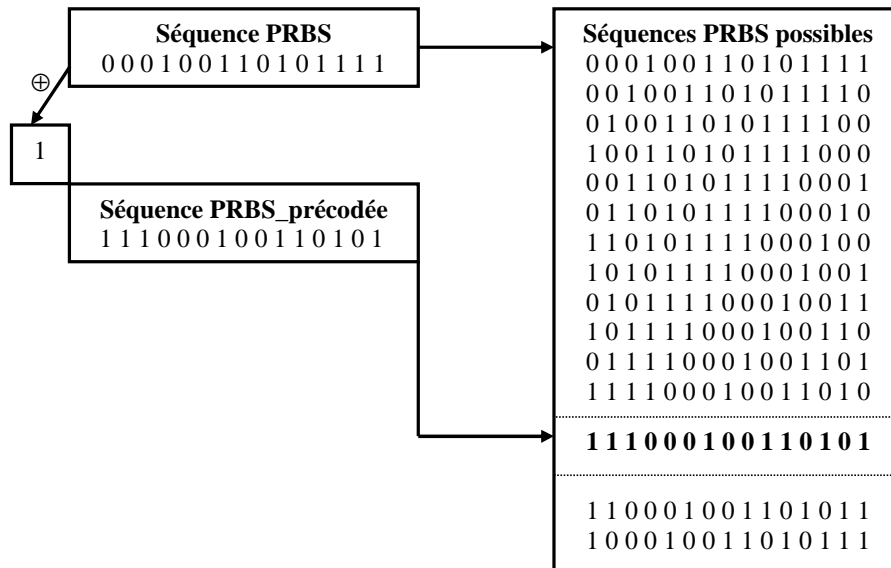 Séquence PRBS
0 0 0 1 0 0 1 1 0 1 0 1 1 1 1
⊕
1
Séquence PRBS_précodée
1 1 1 0 0 0 1 0 0 1 1 0 1 0 1
Séquences PRBS possibles
0 0 0 1 0 0 1 1 0 1 0 1 1 1 1
0 0 1 0 0 1 1 0 1 0 1 1 1 1 0
0 1 0 0 1 1 0 1 0 1 1 1 1 0 0
1 0 0 1 1 0 1 0 1 1 1 1 0 0 0
0 0 1 1 0 1 0 1 1 1 1 0 0 0 1
0 1 1 0 1 0 1 1 1 1 0 0 0 1 0
1 1 0 1 0 1 1 1 1 0 0 0 1 0 0
1 0 1 0 1 1 1 1 0 0 0 1 0 0 1
0 1 0 1 1 1 1 0 0 0 1 0 0 1 1
1 0 1 1 1 1 0 0 0 1 0 0 1 1 0
0 1 1 1 1 0 0 0 1 0 0 1 1 0 1
1 1 1 1 0 0 0 1 0 0 1 1 0 1 0
1 1 1 0 0 0 1 0 0 1 1 0 1 0 1
1 1 0 0 0 1 0 0 1 1 0 1 0 1 1
1 0 0 0 1 0 0 1 1 0 1 0 1 1 1